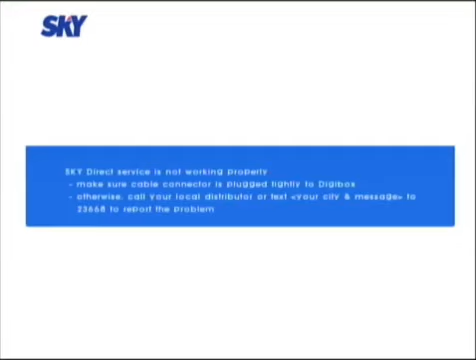 SKY
SKY Direct service is not working properly
- make sure cable connector is plugged tightly to Digibox
- otherwise, call your local distributor or text <your city & message> to
23668 to report the problem